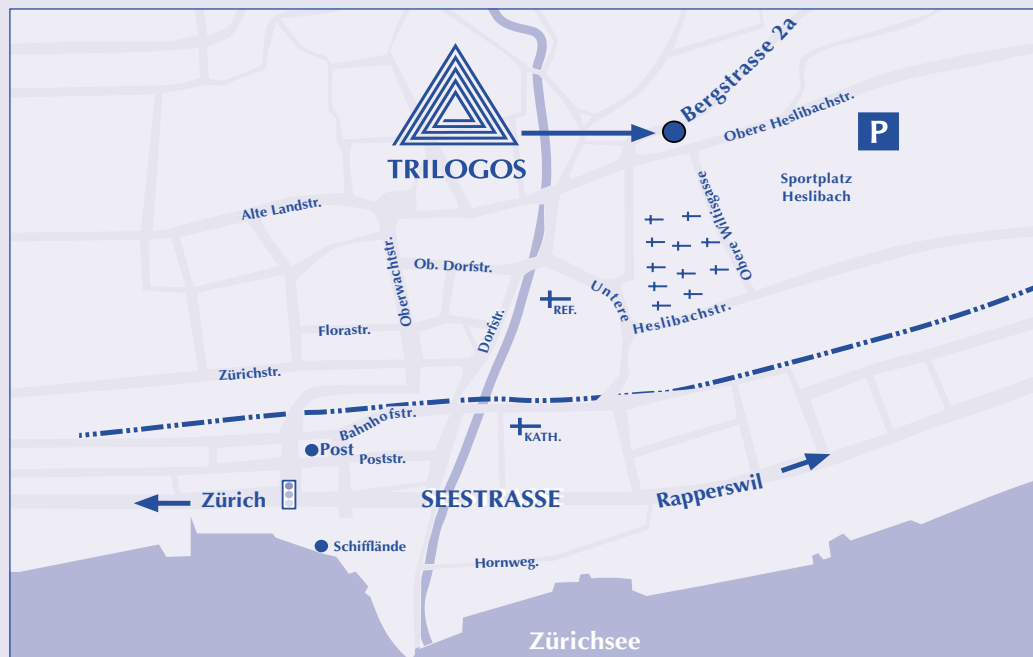 Bergstrasse 2a
Obere Heslibachstr.
P
TRILOGOS
Sportplatz
Heslibach
Obere Wiltisgasse
Alte Landstr.
Oberwachtstr.
Ob. Dorfstr.
Untere
Heslibachstr.
REF.
Dorfstr.
Florastr.
Zürichstr.
Bahnhofstr.
KATH.
Post
Poststr.
Zürich
SEESTRASSE
Rapperswil
Schifflände
Hornweg.
Zürichsee